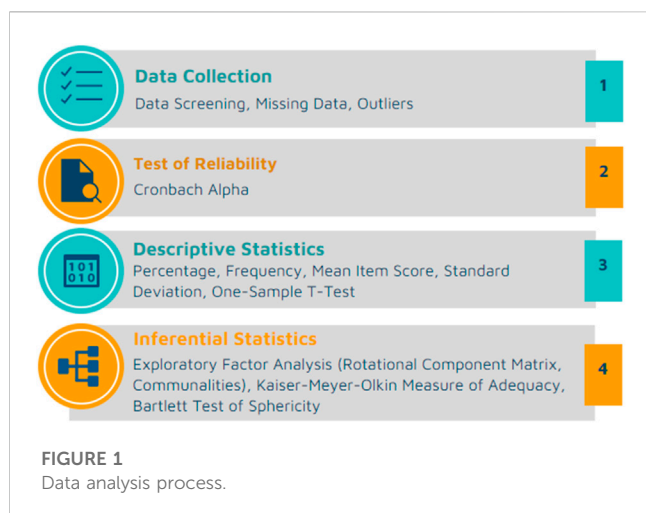 Data Collection
1
Data Screening, Missing Data, Outliers
Test of Reliability
2
Cronbach Alpha
Descriptive Statistics
3
Percentage, Frequency, Mean Item Score, Standard
Deviation, One-Sample T-Test
101
010
Inferential Statistics
4
Exploratory Factor Analysis (Rotational Component Matrix,
Communalities), Kaiser-Meyer-Olkin Measure of Adequacy,
Bartlett Test of Sphericity
FIGURE 1
Data analysis process.